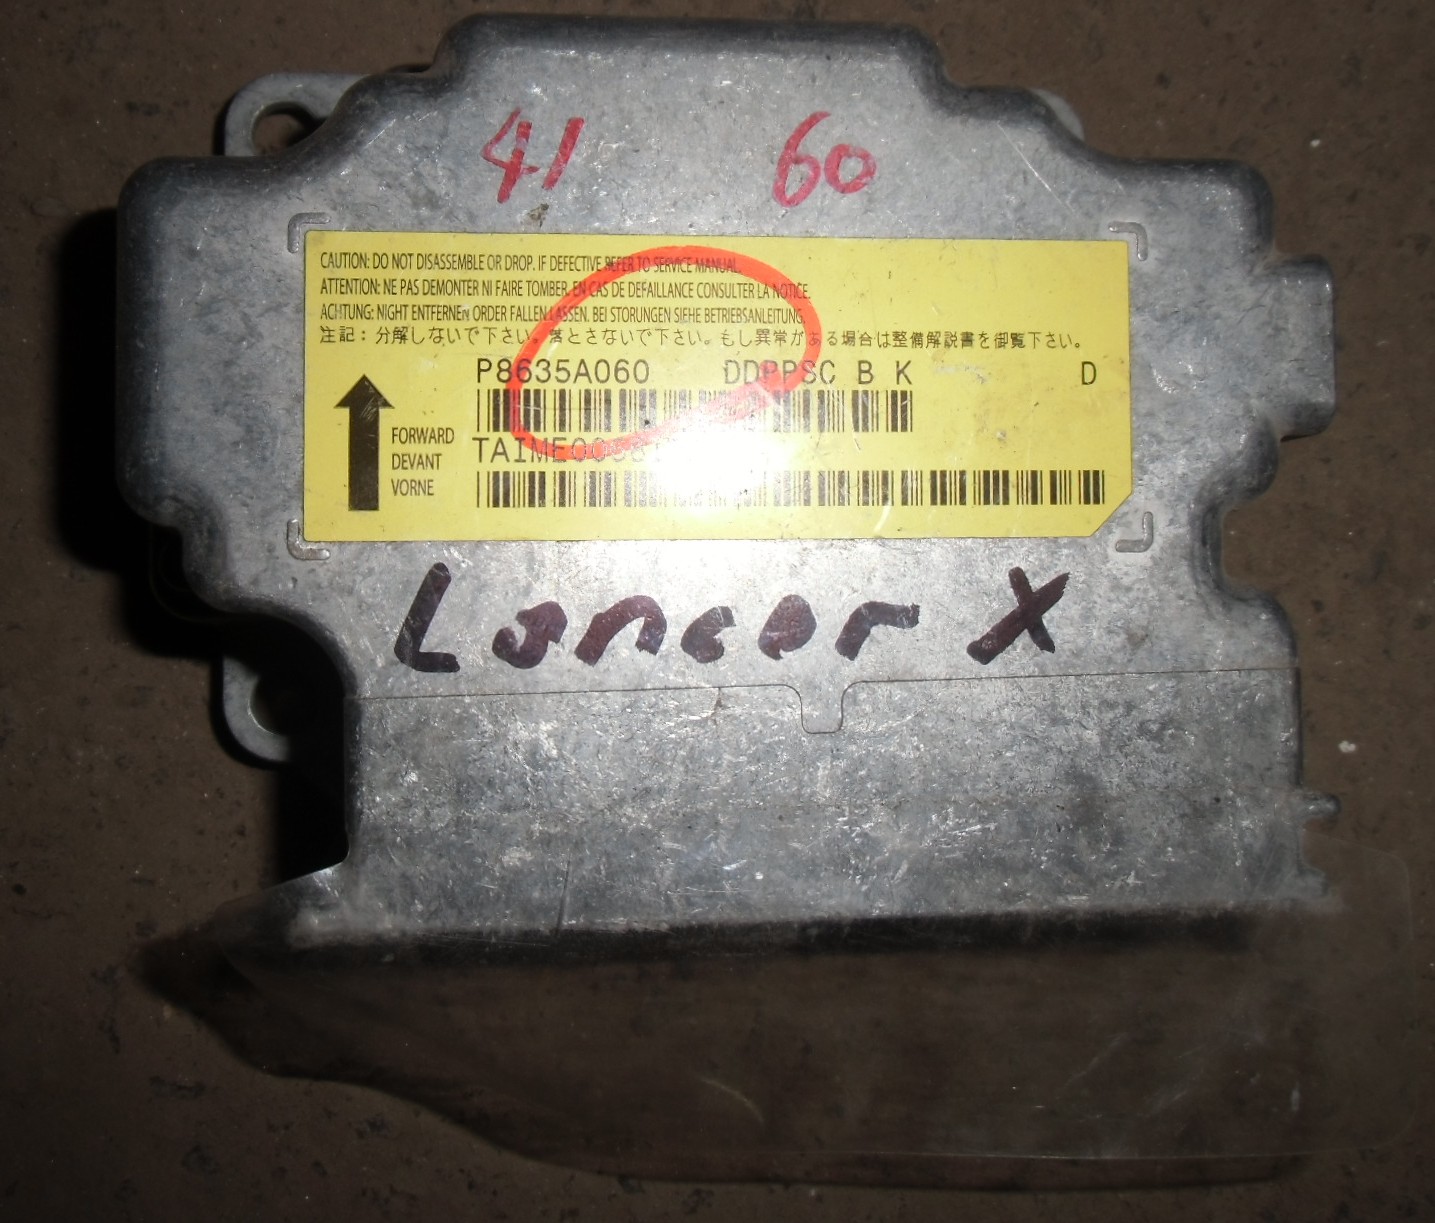 41 60
CAUTION: DO NOT DISASSEMBLE OR DROP. IF DEFECTIVE REFER TO SERVICE MANUAL.
ATTENTION: NE PAS DEMONTER NI FAIRE TOMBER. EN CAS DE DEFAILLANCE CONSULTER LA NOTICE.
ACHTUNG: NIGHT ENTFERNEN ORDER FALLEN LASSEN. BEI STORUNGEN SIEHE BETRIEBSANLEITUNG.
注記：分解しないで下さい。落とさないで下さい。もし異常がある場合は整備解説書を御覧下さい。
P8635A060 DDPPSC B K D
FORWARD
DEVANT
VORNE
Lancer X